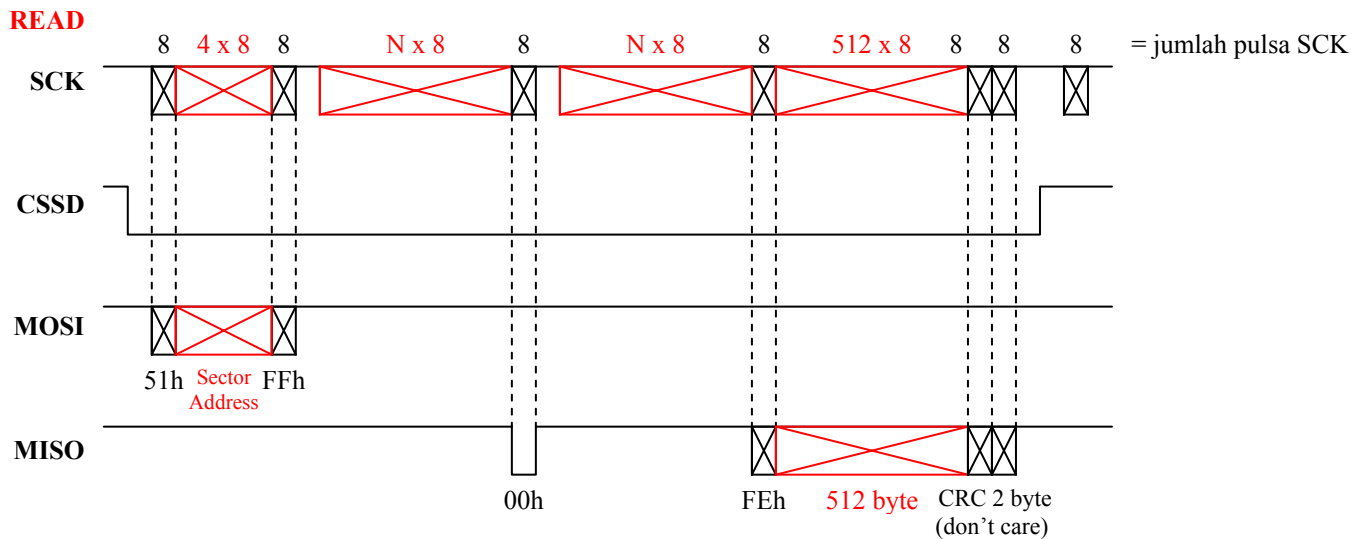 READ
8 4 x 8 8 N x 8 8 N x 8 8 512 x 8 8 8 8 = jumlah pulsa SCK
SCK
CSSD
MOSI
51h Sector Address FFh
MISO
00h FEh 512 byte CRC 2 byte
(don't care)